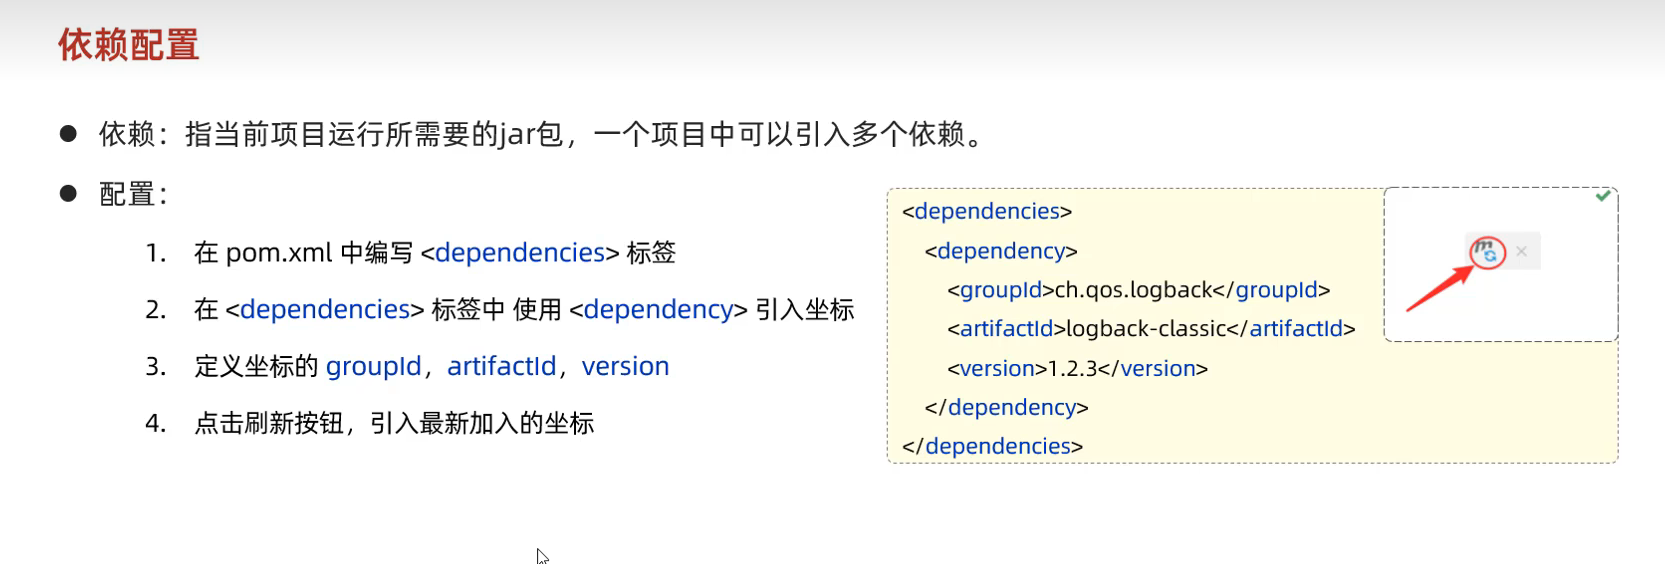 依赖配置
依赖：指当前项目运行所需要的jar包，一个项目中可以引入多个依赖。
配置：
1. 在 pom.xml 中编写 <dependencies> 标签
2. 在 <dependencies> 标签中 使用 <dependency> 引入坐标
3. 定义坐标的 groupId，artifactId，version
4. 点击刷新按钮，引入最新加入的坐标
<dependencies>
<dependency>
<groupId>ch.qos.logback</groupId>
<artifactId>logback-classic</artifactId>
<version>1.2.3</version>
</dependency>
</dependencies>
m